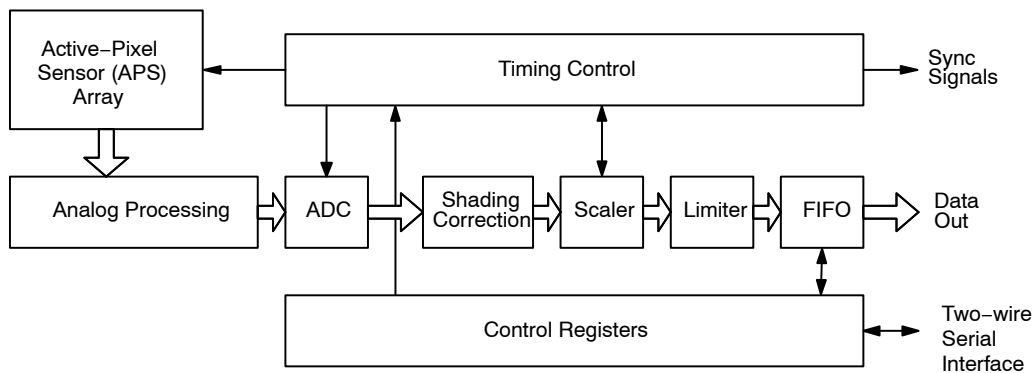 Active−Pixel
Sensor (APS)
Array
Timing Control
Sync
Signals
Analog Processing
ADC
Shading
Correction
Scaler
Limiter
FIFO
Data
Out
Control Registers
Two−wire
Serial
Interface